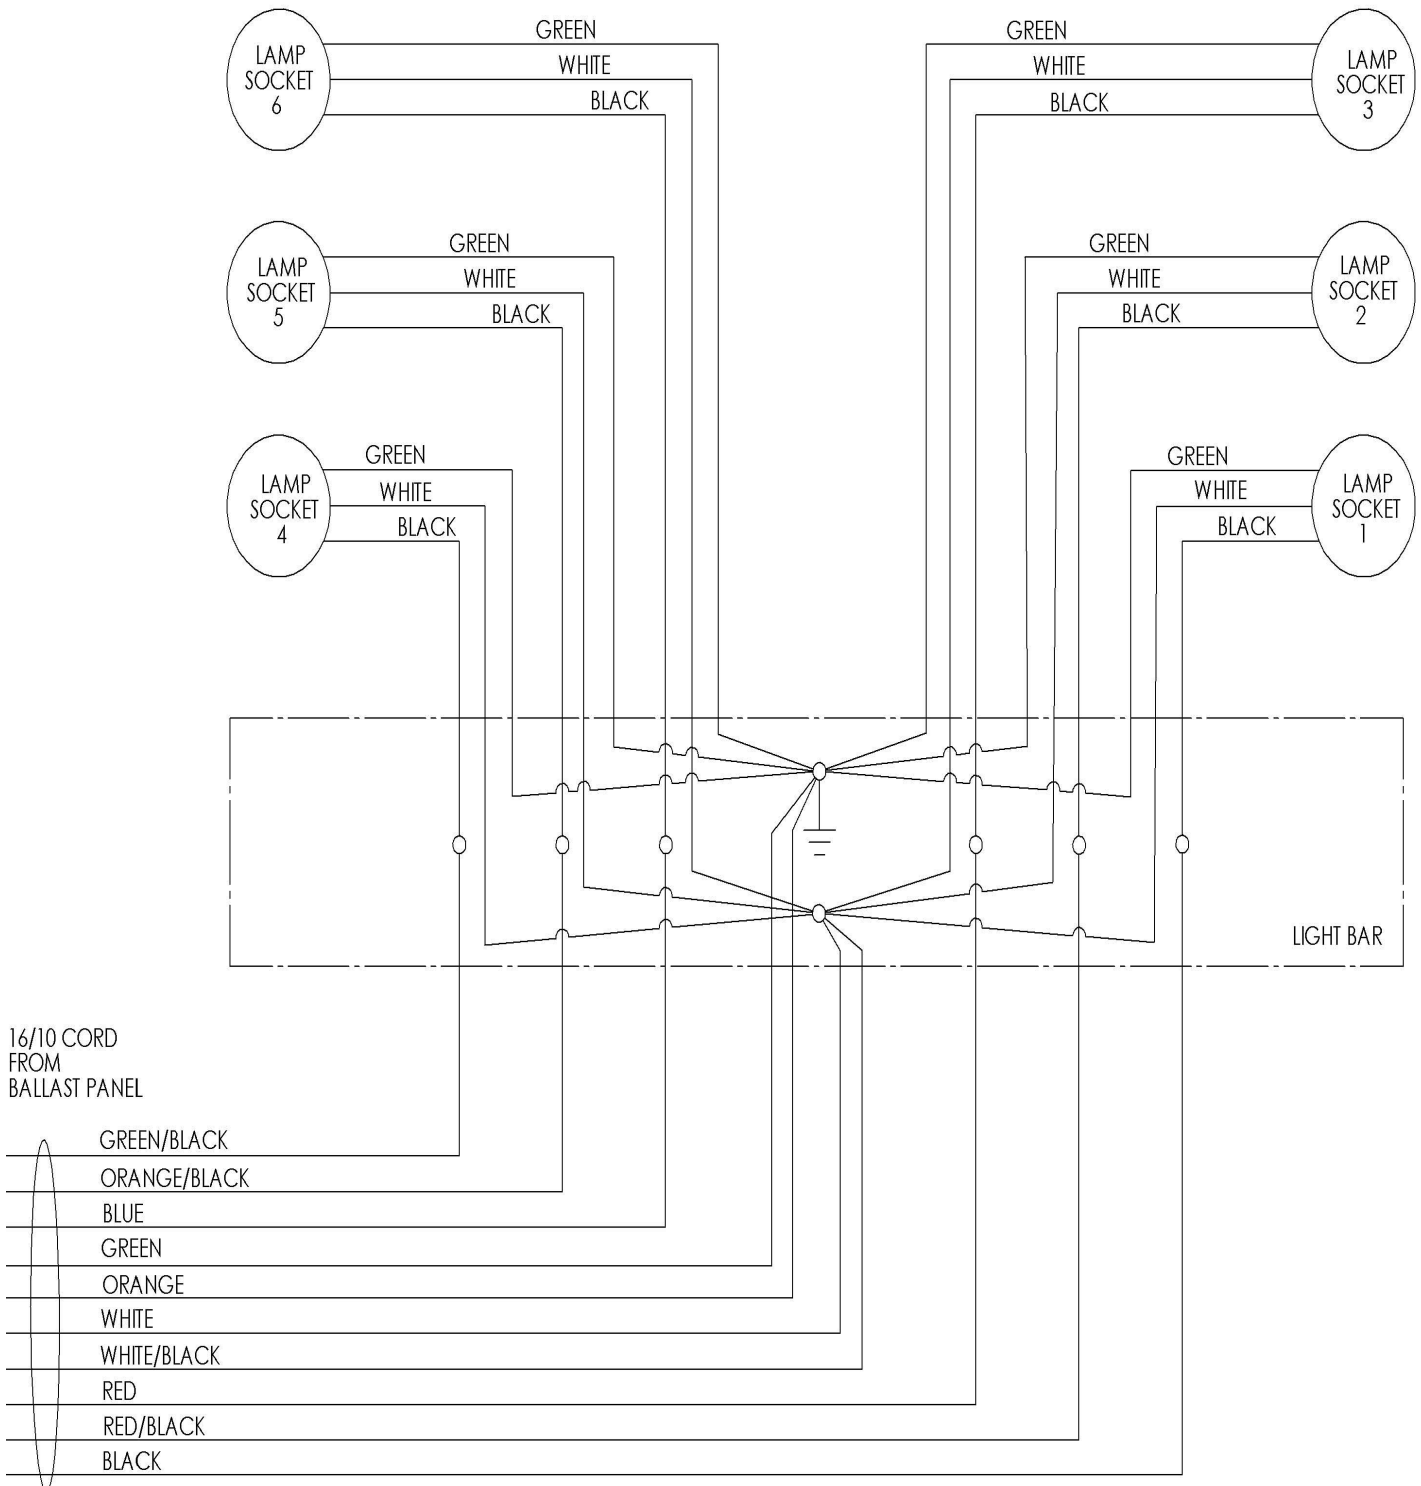 GREEN
WHITE
BLACK
LAMP
SOCKET
6
GREEN
WHITE
BLACK
LAMP
SOCKET
3
GREEN
WHITE
BLACK
LAMP
SOCKET
5
GREEN
WHITE
BLACK
LAMP
SOCKET
2
GREEN
WHITE
BLACK
LAMP
SOCKET
4
GREEN
WHITE
BLACK
LAMP
SOCKET
1
LIGHT BAR
16/10 CORD
FROM
BALLAST PANEL
GREEN/BLACK
ORANGE/BLACK
BLUE
GREEN
ORANGE
WHITE
WHITE/BLACK
RED
RED/BLACK
BLACK